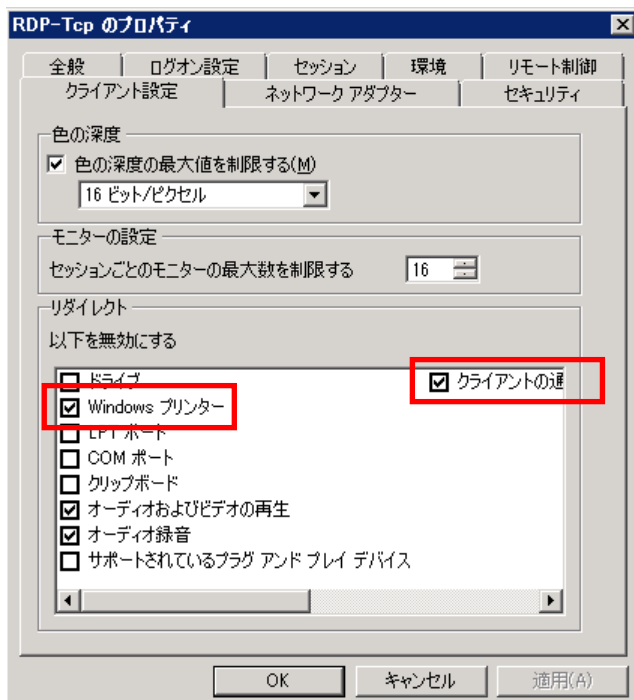 RDP-Tcp のプロパティ
全般 ログオン設定 セッション 環境 リモート制御
クライアント設定 ネットワーク アダプター セキュリティ
色の深度
色の深度の最大値を制限する(M)
16 ビット/ピクセル
モニターの設定
セッションごとのモニターの最大数を制限する 16
リダイレクト
以下を無効にする
ドライブ クライアントの通
Windows プリンター
LPT ポート
COM ポート
クリップボード
オーディオおよびビデオの再生
オーディオ録音
サポートされているプラグ アンド プレイ デバイス
OK キャンセル 適用(A)